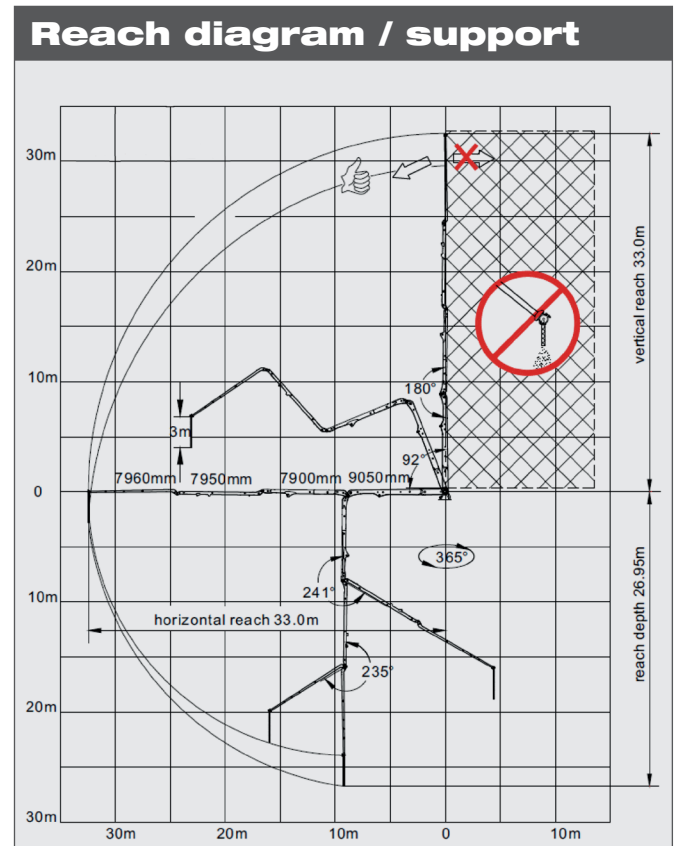 Reach diagram / support
30m
20m
10m
0
10m
20m
30m
30m
20m
10m
0
10m
vertical reach 33.0m
reach depth 26.95m
180°
92°
3m
7960mm
7950mm
7900mm
9050mm
365°
241°
horizontal reach 33.0m
235°